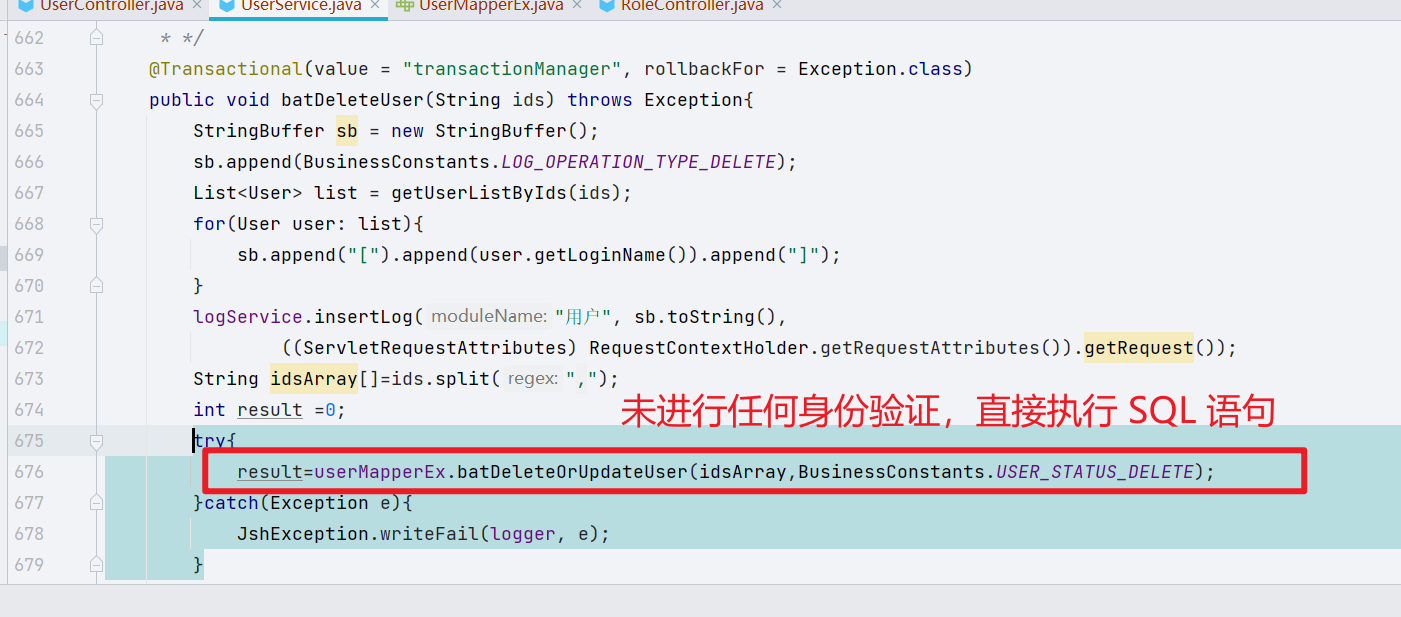 UserController.java × UserService.java × UserMapperEx.java × RoleController.java ×
662 * */
663 @Transactional(value = "transactionManager", rollbackFor = Exception.class)
664 public void batDeleteUser(String ids) throws Exception{
665 StringBuffer sb = new StringBuffer();
666 sb.append(BusinessConstants.LOG_OPERATION_TYPE_DELETE);
667 List<User> list = getUserListByIds(ids);
668 for(User user: list){
669 sb.append("[").append(user.getLoginName()).append("]");
670 }
671 logService.insertLog( moduleName: "用户", sb.toString(),
672 ((ServletRequestAttributes) RequestContextHolder.getRequestAttributes()).getRequest());
673 String idsArray[]=ids.split( regex: ",");
674 int result =0;
未进行任何身份验证，直接执行 SQL 语句
675 try{
676 result=userMapperEx.batDeleteOrUpdateUser(idsArray,BusinessConstants.USER_STATUS_DELETE);
677 }catch(Exception e){
678 JshException.writeFail(logger, e);
679 }